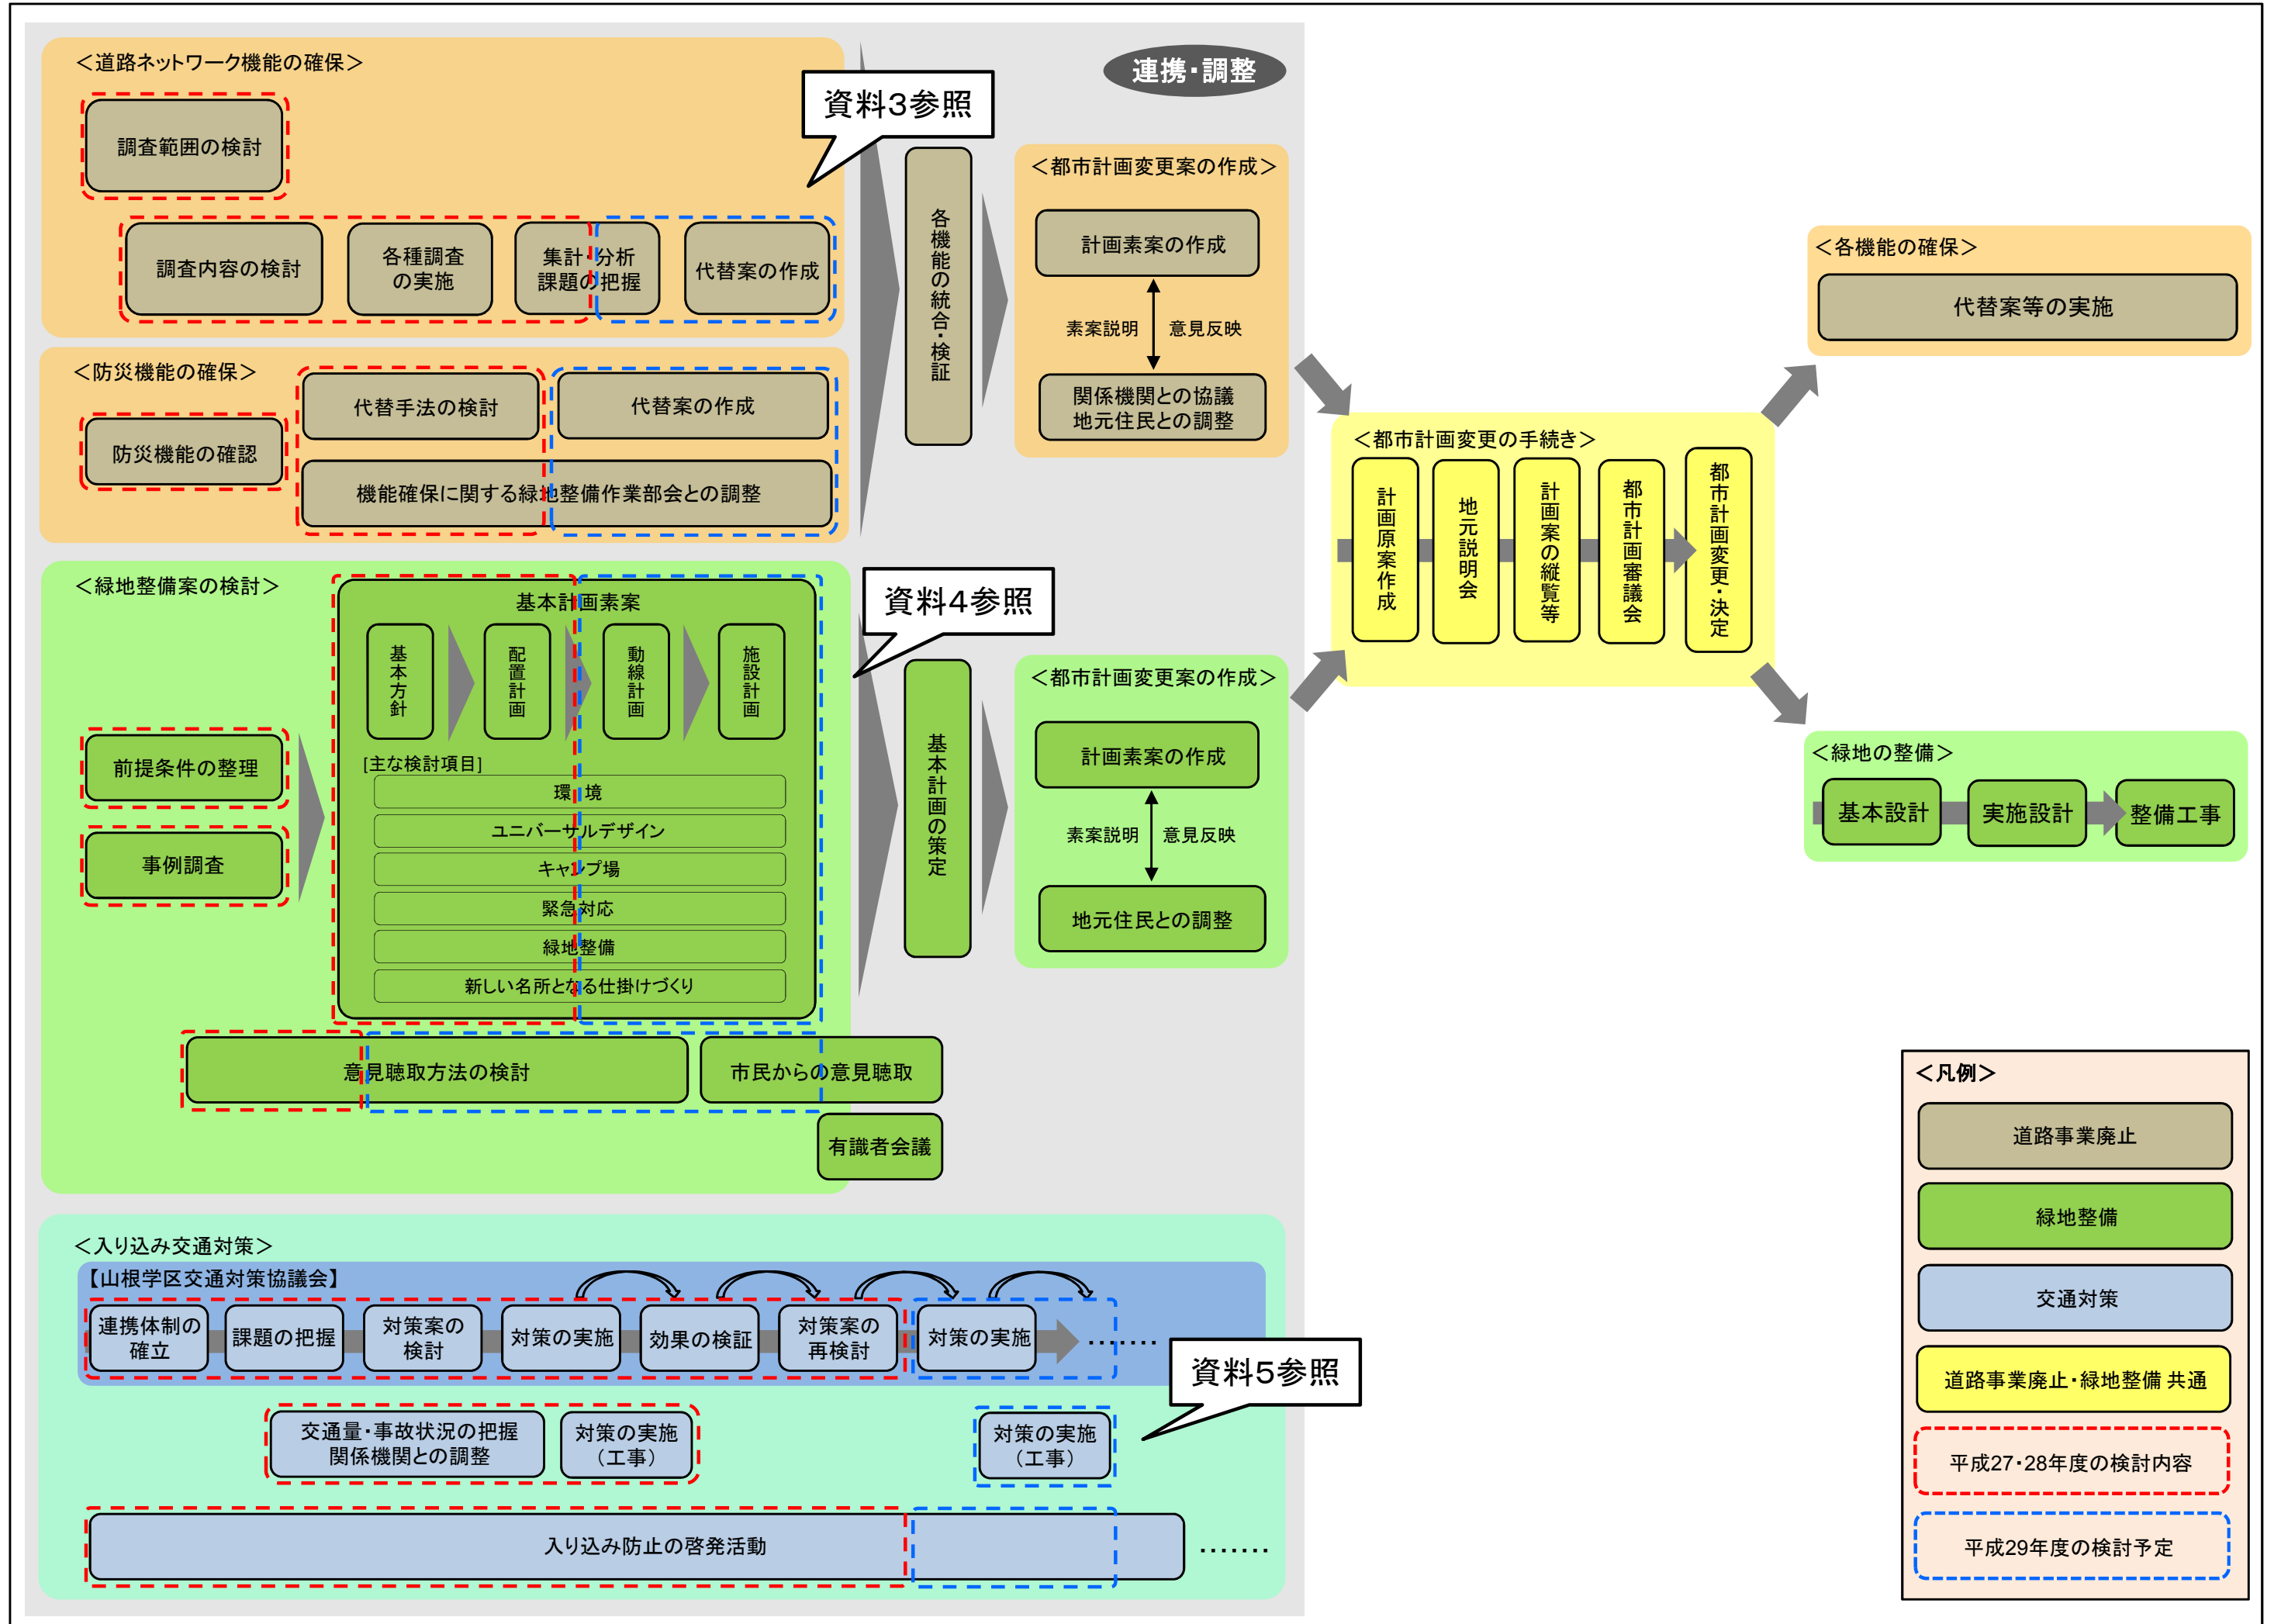 ＜道路ネットワーク機能の確保＞
調査範囲の検討
調査内容の検討
各種調査
の実施
集計・分析
課題の把握
代替案の作成
資料3参照
＜防災機能の確保＞
防災機能の確認
代替手法の検討
代替案の作成
機能確保に関する緑地整備作業部会との調整
各機能の統合・検証
連携・調整
＜都市計画変更案の作成＞
計画素案の作成
素案説明
意見反映
関係機関との協議
地元住民との調整
＜緑地整備案の検討＞
前提条件の整理
事例調査
基本計画素案
基本方針
配置計画
動線計画
施設計画
[主な検討項目]
環　境
ユニバーサルデザイン
キャンプ場
緊急対応
緑地整備
新しい名所となる仕掛けづくり
意見聴取方法の検討
市民からの意見聴取
有識者会議
資料4参照
基本計画の策定
＜都市計画変更案の作成＞
計画素案の作成
素案説明
意見反映
地元住民との調整
＜都市計画変更の手続き＞
計画原案作成
地元説明会
計画案の縦覧等
都市計画審議会
都市計画変更・決定
＜各機能の確保＞
代替案等の実施
＜緑地の整備＞
基本設計
実施設計
整備工事
＜入り込み交通対策＞
【山根学区交通対策協議会】
連携体制の
確立
課題の把握
対策案の
検討
対策の実施
効果の検証
対策案の
再検討
対策の実施
‥‥‥‥
資料5参照
交通量・事故状況の把握
関係機関との調整
対策の実施
（工事）
対策の実施
（工事）
入り込み防止の啓発活動
‥‥‥‥
＜凡例＞
道路事業廃止
緑地整備
交通対策
道路事業廃止・緑地整備 共通
平成27・28年度の検討内容
平成29年度の検討予定